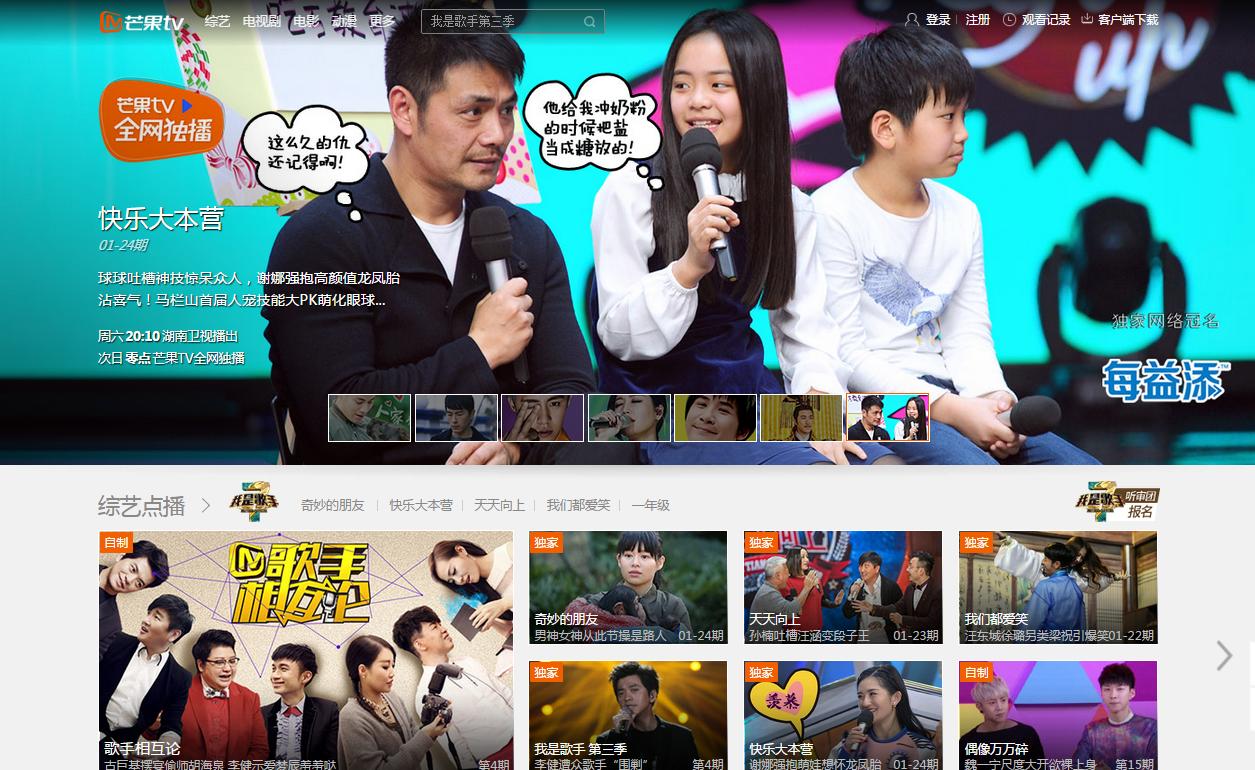 芒果tv 综艺 电视剧 电影 动漫 更多 我是歌手第三季 登录 注册 观看记录 客户端下载
up
芒果tv
全网独播
这么久的仇
还记得啊!
他给我冲奶粉
的时候把盐
当成糖放的!
快乐大本营
01-24期
球球吐槽神技惊呆众人，谢娜强抱高颜值龙凤胎
沾喜气！马栏山首届人宠技能大PK萌化眼球...
周六 20:10 湖南卫视播出
次日 零点 芒果TV全网独播
独家网络冠名
每益添™
综艺点播 我是歌手 奇妙的朋友 快乐大本营 天天向上 我们都爱笑 一年级 我是歌手 听审团
报名
自制
歌手相互论
歌手相互论
古巨基摆宴偷师胡海泉 李健示爱梦辰羞羞哒 第4期
独家
奇妙的朋友
男神女神从此节操是路人 01-24期
独家
天天向上
孙楠吐槽汪涵变段子王 01-23期
独家
我们都爱笑
汪东城徐璐另类梁祝引爆笑 01-22期
独家
我是歌手 第三季
李健遭众歌手“围剿” 第4期
独家
羡慕
快乐大本营
谢娜强抱萌娃想怀龙凤胎 01-24期
自制
偶像万万碎
魏一宁尺度大开欲裸上身 第15期